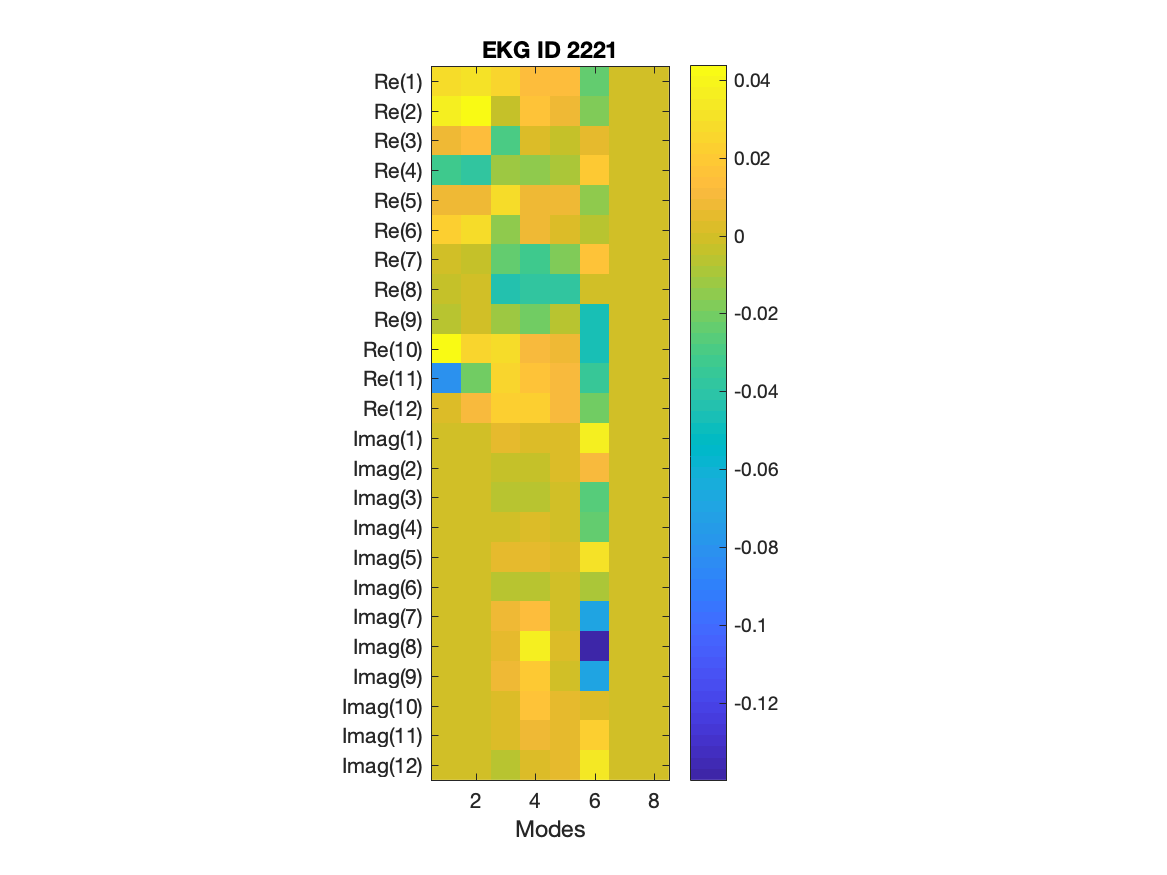 EKG ID 2221
Re(1)
Re(2)
Re(3)
Re(4)
Re(5)
Re(6)
Re(7)
Re(8)
Re(9)
Re(10)
Re(11)
Re(12)
Imag(1)
Imag(2)
Imag(3)
Imag(4)
Imag(5)
Imag(6)
Imag(7)
Imag(8)
Imag(9)
Imag(10)
Imag(11)
Imag(12)
2 4 6 8
Modes
0.04
0.02
0
-0.02
-0.04
-0.06
-0.08
-0.1
-0.12